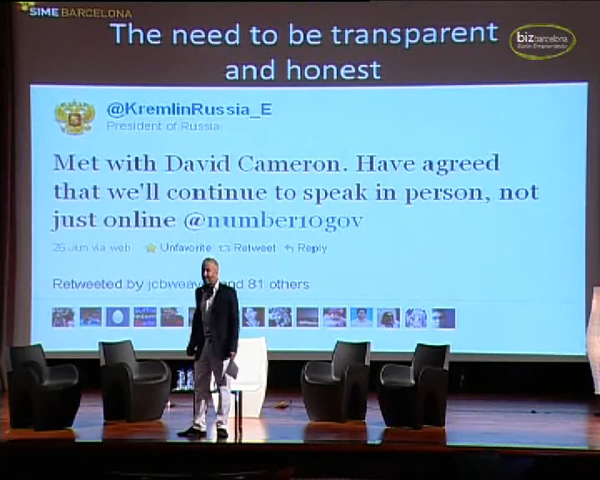 SIME BARCELONA
The need to be transparent
and honest
bizbarcelona
@KremlinRussia_E
President of Russia
Met with David Cameron. Have agreed
that we'll continue to speak in person, not
just online @number10gov
26 Jun via web Unfavorite Retweet Reply
Retweeted by jcbweav and 81 others